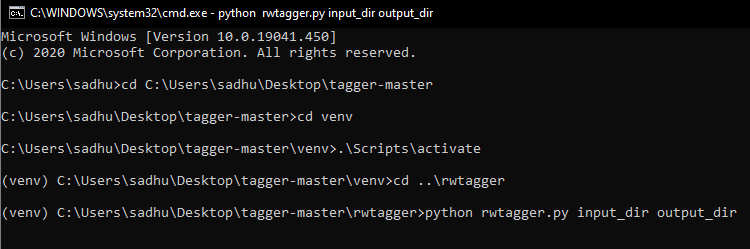 C:\WINDOWS\system32\cmd.exe - python  rwtagger.py input_dir output_dir
Microsoft Windows [Version 10.0.19041.450]
(c) 2020 Microsoft Corporation. All rights reserved.
C:\Users\sadhu>cd C:\Users\sadhu\Desktop\tagger-master
C:\Users\sadhu\Desktop\tagger-master>cd venv
C:\Users\sadhu\Desktop\tagger-master\venv>.\Scripts\activate
(venv) C:\Users\sadhu\Desktop\tagger-master\venv>cd ..\rwtagger
(venv) C:\Users\sadhu\Desktop\tagger-master\rwtagger>python rwtagger.py input_dir output_dir